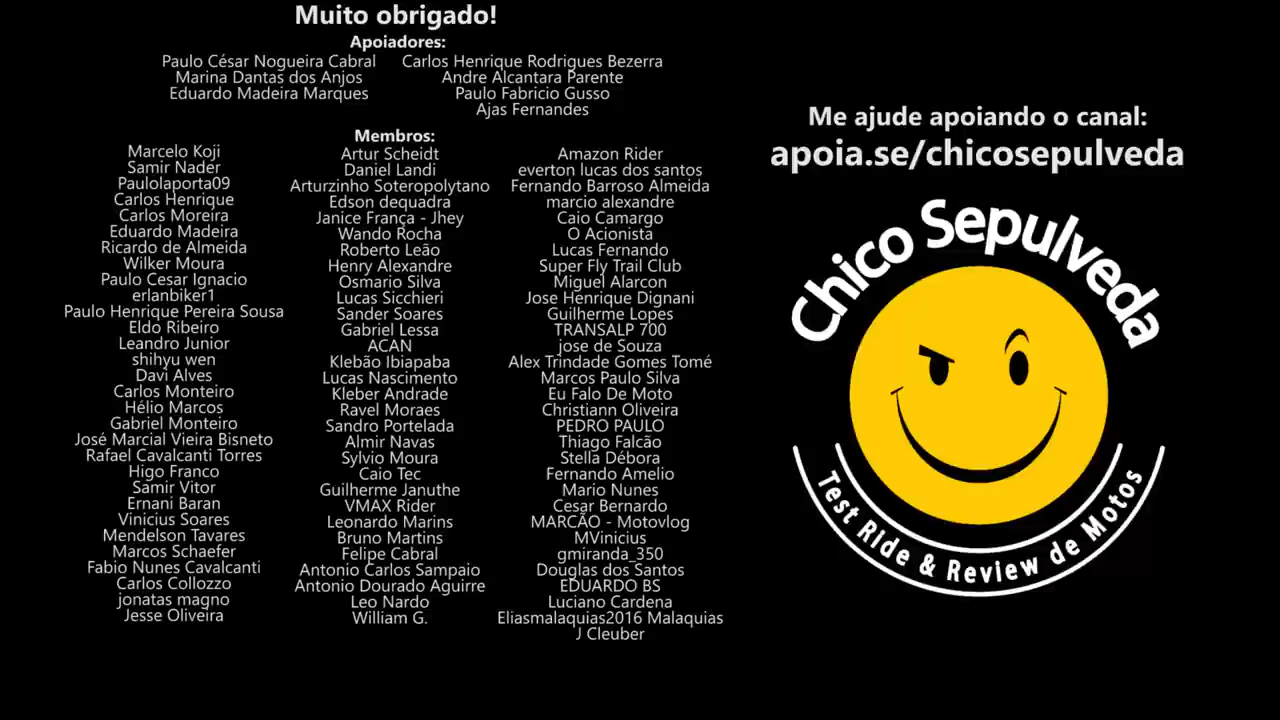 Muito obrigado!
Apoiadores:
Paulo César Nogueira Cabral
Marina Dantas dos Anjos
Eduardo Madeira Marques
Carlos Henrique Rodrigues Bezerra
Andre Alcantara Parente
Paulo Fabricio Gusso
Ajas Fernandes
Membros:
Marcelo Koji
Samir Nader
Paulolaporta09
Carlos Henrique
Carlos Moreira
Eduardo Madeira
Ricardo de Almeida
Wilker Moura
Paulo Cesar Ignacio
erlanbiker1
Paulo Henrique Pereira Sousa
Eldo Ribeiro
Leandro Junior
shihyu wen
Davi Alves
Carlos Monteiro
Hélio Marcos
Gabriel Monteiro
José Marcial Vieira Bisneto
Rafael Cavalcanti Torres
Higo Franco
Samir Vitor
Ernani Baran
Vinicius Soares
Mendelson Tavares
Marcos Schaefer
Fabio Nunes Cavalcanti
Carlos Collozzo
jonatas magno
Jesse Oliveira
Artur Scheidt
Daniel Landi
Arturzinho Soteropolytano
Edson dequadra
Janice França - Jhey
Wando Rocha
Roberto Leão
Henry Alexandre
Osmario Silva
Lucas Sicchieri
Sander Soares
Gabriel Lessa
ACAN
Klebão Ibiapaba
Lucas Nascimento
Kleber Andrade
Ravel Moraes
Sandro Portelada
Almir Navas
Sylvio Moura
Caio Tec
Guilherme Januthe
VMAX Rider
Leonardo Marins
Bruno Martins
Felipe Cabral
Antonio Carlos Sampaio
Antonio Dourado Aguirre
Leo Nardo
William G.
Amazon Rider
everton lucas dos santos
Fernando Barroso Almeida
marcio alexandre
Caio Camargo
O Acionista
Lucas Fernando
Super Fly Trail Club
Miguel Alarcon
Jose Henrique Dignani
Guilherme Lopes
TRANSALP 700
jose de Souza
Alex Trindade Gomes Tomé
Marcos Paulo Silva
Eu Falo De Moto
Christiann Oliveira
PEDRO PAULO
Thiago Falcão
Stella Débora
Fernando Amelio
Mario Nunes
Cesar Bernardo
MARCÃO - Motovlog
MVinicius
gmiranda_350
Douglas dos Santos
EDUARDO BS
Luciano Cardena
Eliasmalaquias2016 Malaquias
J Cleuber
Me ajude apoiando o canal:
apoia.se/chicosepulveda
Chico Sepulveda
Test Ride & Review de Motos